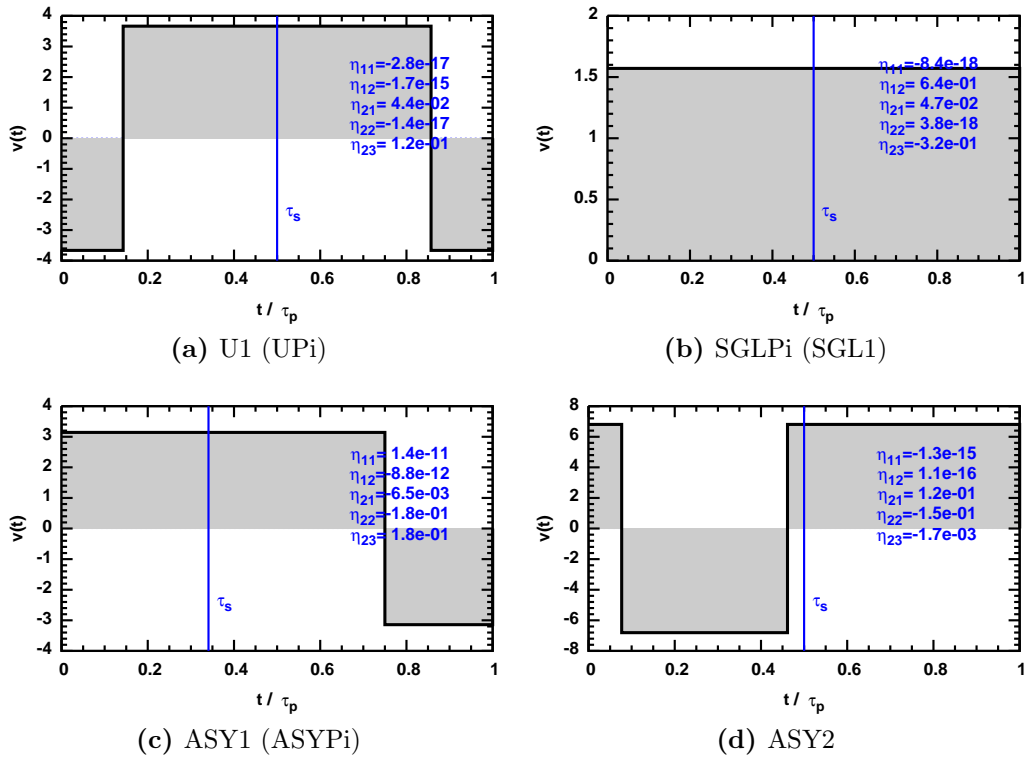 4
3
2
1
0
-1
-2
-3
-4
v(t)
η11=-2.8e-17
η12=-1.7e-15
η21= 4.4e-02
η22=-1.4e-17
η23= 1.2e-01
τs
0 0.2 0.4 0.6 0.8 1
t / τp
(a) U1 (UPi)
2
1.5
1
0.5
0
v(t)
η11=-8.4e-18
η12= 6.4e-01
η21= 4.7e-02
η22= 3.8e-18
η23=-3.2e-01
τs
0 0.2 0.4 0.6 0.8 1
t / τp
(b) SGLPi (SGL1)
4
3
2
1
0
-1
-2
-3
-4
v(t)
η11= 1.4e-11
η12=-8.8e-12
η21=-6.5e-03
η22=-1.8e-01
η23= 1.8e-01
τs
0 0.2 0.4 0.6 0.8 1
t / τp
(c) ASY1 (ASYPi)
8
6
4
2
0
-2
-4
-6
-8
v(t)
η11=-1.3e-15
η12= 1.1e-16
η21= 1.2e-01
η22=-1.5e-01
η23=-1.7e-03
τs
0 0.2 0.4 0.6 0.8 1
t / τp
(d) ASY2